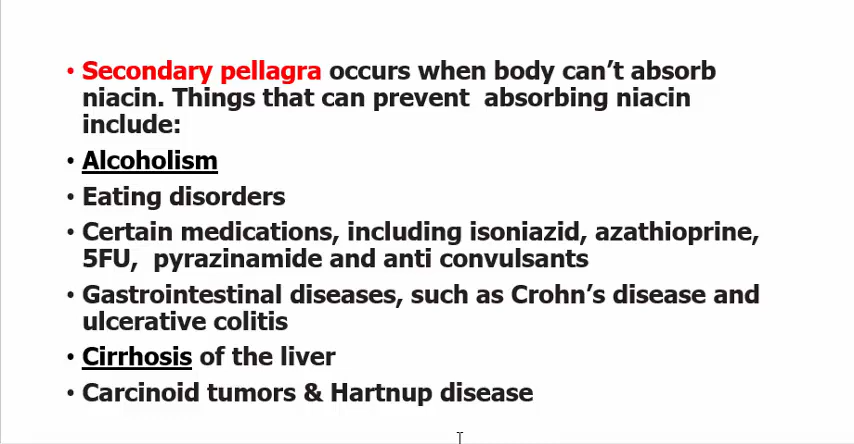 • Secondary pellagra occurs when body can’t absorb
niacin. Things that can prevent  absorbing niacin
include:
• Alcoholism
• Eating disorders
• Certain medications, including isoniazid, azathioprine,
5FU,  pyrazinamide and anti convulsants
• Gastrointestinal diseases, such as Crohn’s disease and
ulcerative colitis
• Cirrhosis of the liver
• Carcinoid tumors & Hartnup disease